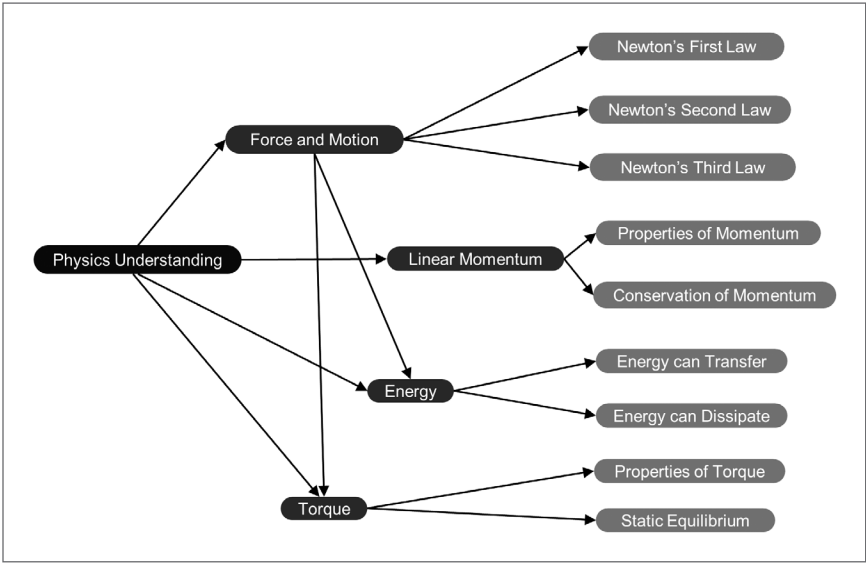 Newton's First Law
Newton's Second Law
Force and Motion
Newton's Third Law
Properties of Momentum
Physics Understanding
Linear Momentum
Conservation of Momentum
Energy can Transfer
Energy
Energy can Dissipate
Properties of Torque
Torque
Static Equilibrium